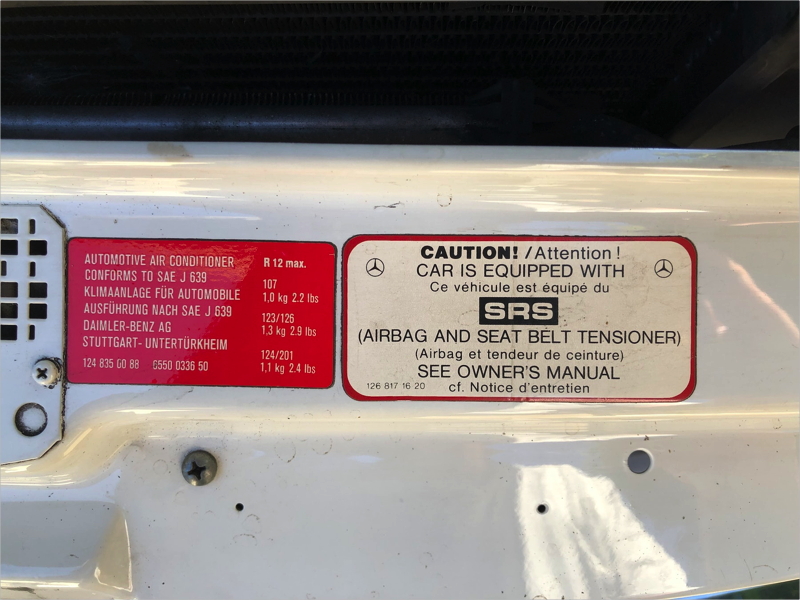 AUTOMOTIVE AIR CONDITIONER
CONFORMS TO SAE J 639
KLIMAANLAGE FÜR AUTOMOBILE
AUSFÜHRUNG NACH SAE J 639
DAIMLER-BENZ AG
STUTTGART- UNTERTÜRKHEIM
124 835 00 88
6550 0336 50
R 12 max.
107
1,0 kg 2.2 lbs
123/126
1,3 kg 2.9 lbs
124/201
1,1 kg 2.4 lbs
CAUTION! / Attention !
CAR IS EQUIPPED WITH
Ce véhicule est équipé du
SRS
(AIRBAG AND SEAT BELT TENSIONER)
(Airbag et tendeur de ceinture)
SEE OWNER'S MANUAL
126 817 16 20
cf. Notice d'entretien